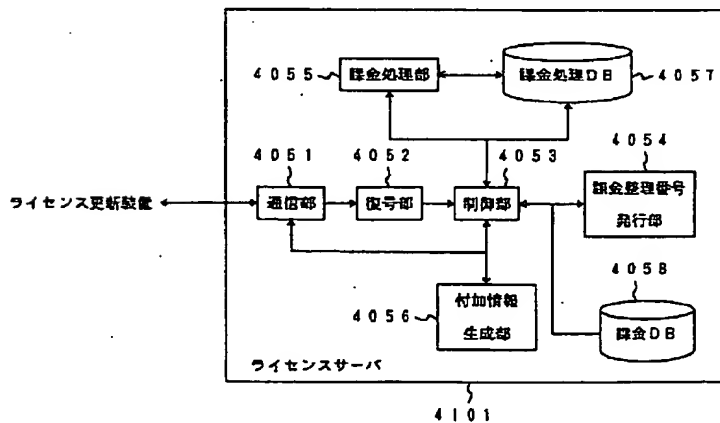 4055
課金処理部
課金処理DB
4057
4051
4052
4053
4054
ライセンス更新装置
通信部
復号部
制御部
課金整理番号
発行部
4056
付加情報
生成部
4058
課金DB
ライセンスサーバ
4101